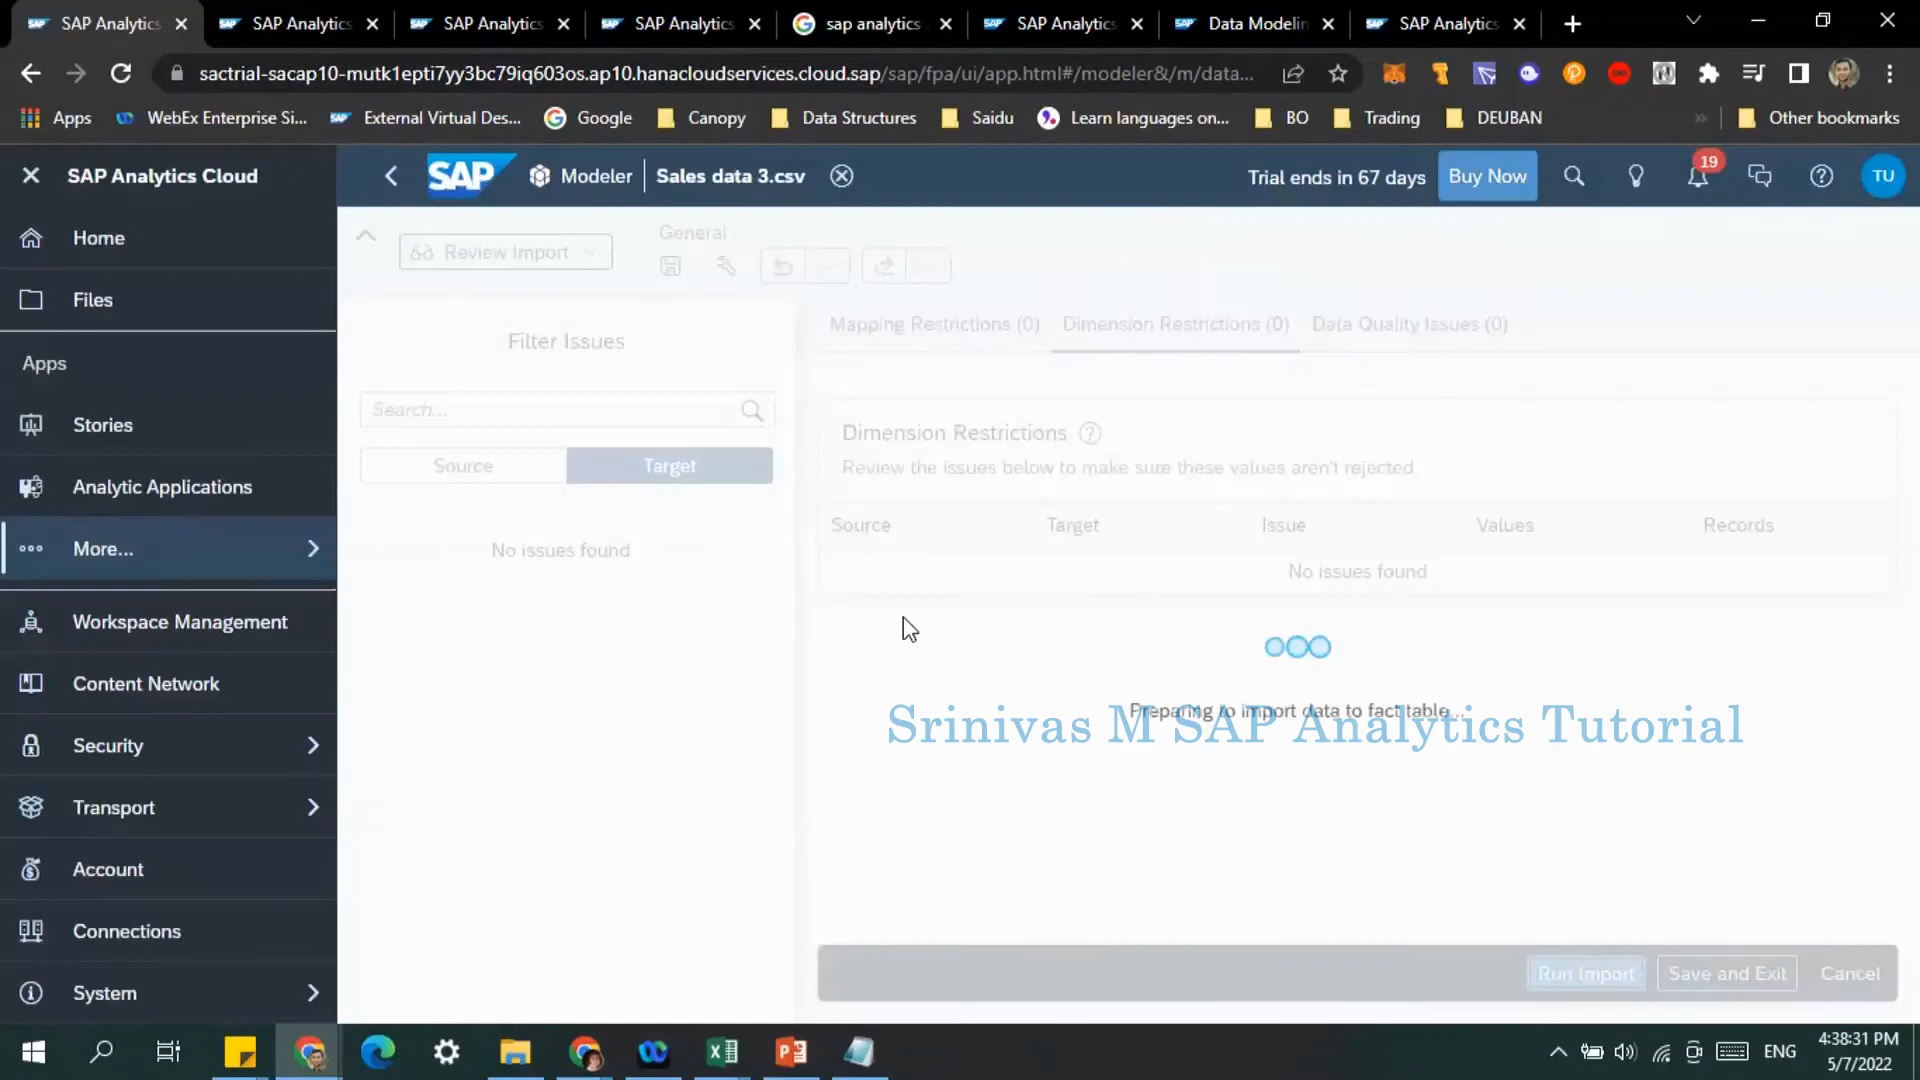 SAP Analytics
SAP Analytics
SAP Analytics
SAP Analytics
sap analytics
SAP Analytics
Data Modelin
SAP Analytics
sactrial-sacap10-mutk1epti7yy3bc79iq603os.ap10.hanacloudservices.cloud.sap/sap/fpa/ui/app.html#/modeler&/m/data...
Apps
WebEx Enterprise Si...
External Virtual Des...
Google
Canopy
Data Structures
Saidu
Learn languages on...
BO
Trading
DEUBAN
»
Other bookmarks
SAP Analytics Cloud
SAP
Modeler
Sales data 3.csv
Trial ends in 67 days
Buy Now
19
TU
Home
Files
Apps
Stories
Analytic Applications
More...
Workspace Management
Content Network
Security
Transport
Account
Connections
System
Review Import
General
Filter Issues
Search...
Source
Target
No issues found
Mapping Restrictions (0)
Dimension Restrictions (0)
Data Quality Issues (0)
Dimension Restrictions
Review the issues below to make sure these values aren't rejected.
Source
Target
Issue
Values
Records
No issues found
Preparing to import data to fact table...
Srinivas M SAP Analytics Tutorial
Run Import
Save and Exit
Cancel
ENG
4:38:31 PM
5/7/2022